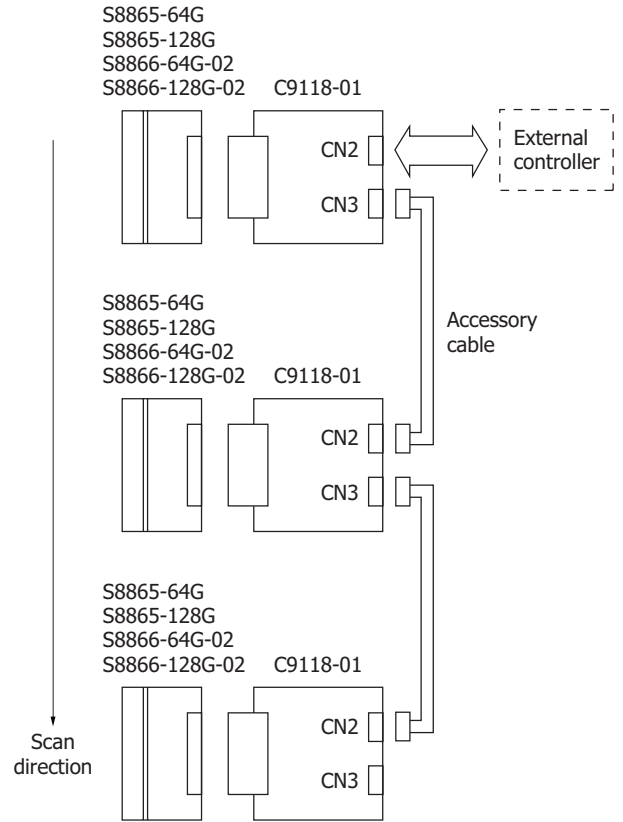 S8865-64G
S8865-128G
S8866-64G-02
S8866-128G-02 C9118-01
CN2
External
controller
CN3
Accessory
cable
S8865-64G
S8865-128G
S8866-64G-02
S8866-128G-02 C9118-01
CN2
CN3
S8865-64G
S8865-128G
S8866-64G-02
S8866-128G-02 C9118-01
CN2
CN3
Scan
direction